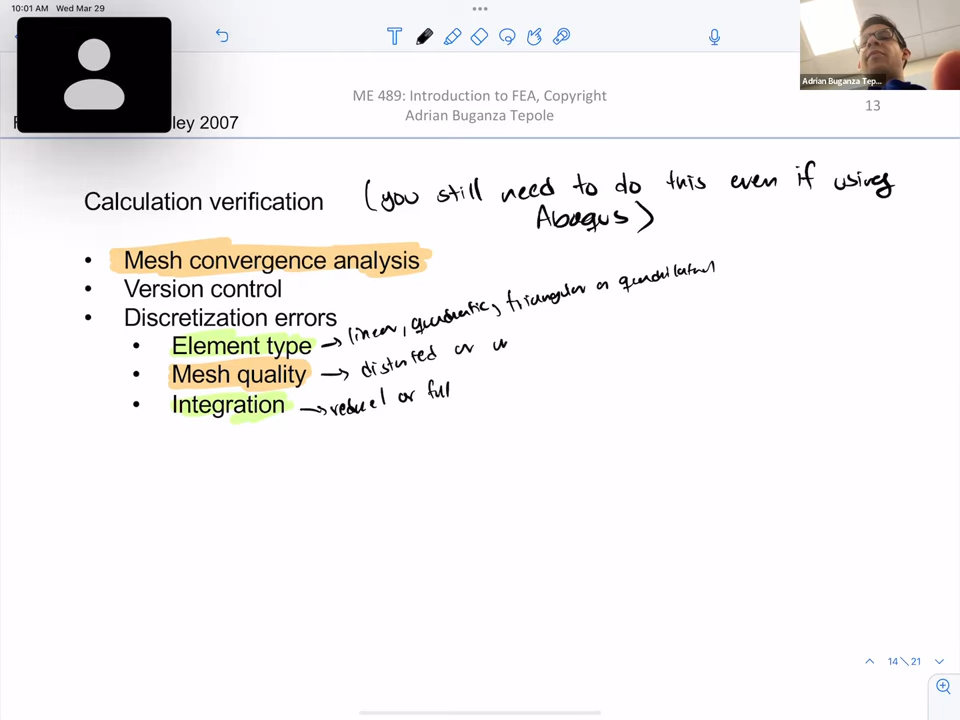 10:01 AM Wed Mar 29
ME 489: Introduction to FEA, Copyright
Adrian Buganza Tepole
Adrian Buganza Tep...
13
ley 2007
Calculation verification (you still need to do this even if using
Abaqus)
• Mesh convergence analysis
• Version control
• Discretization errors
• Element type → linear, quadratic, triangular or quadrilateral
• Mesh quality → distorted or
• Integration → reduced or full
14\21